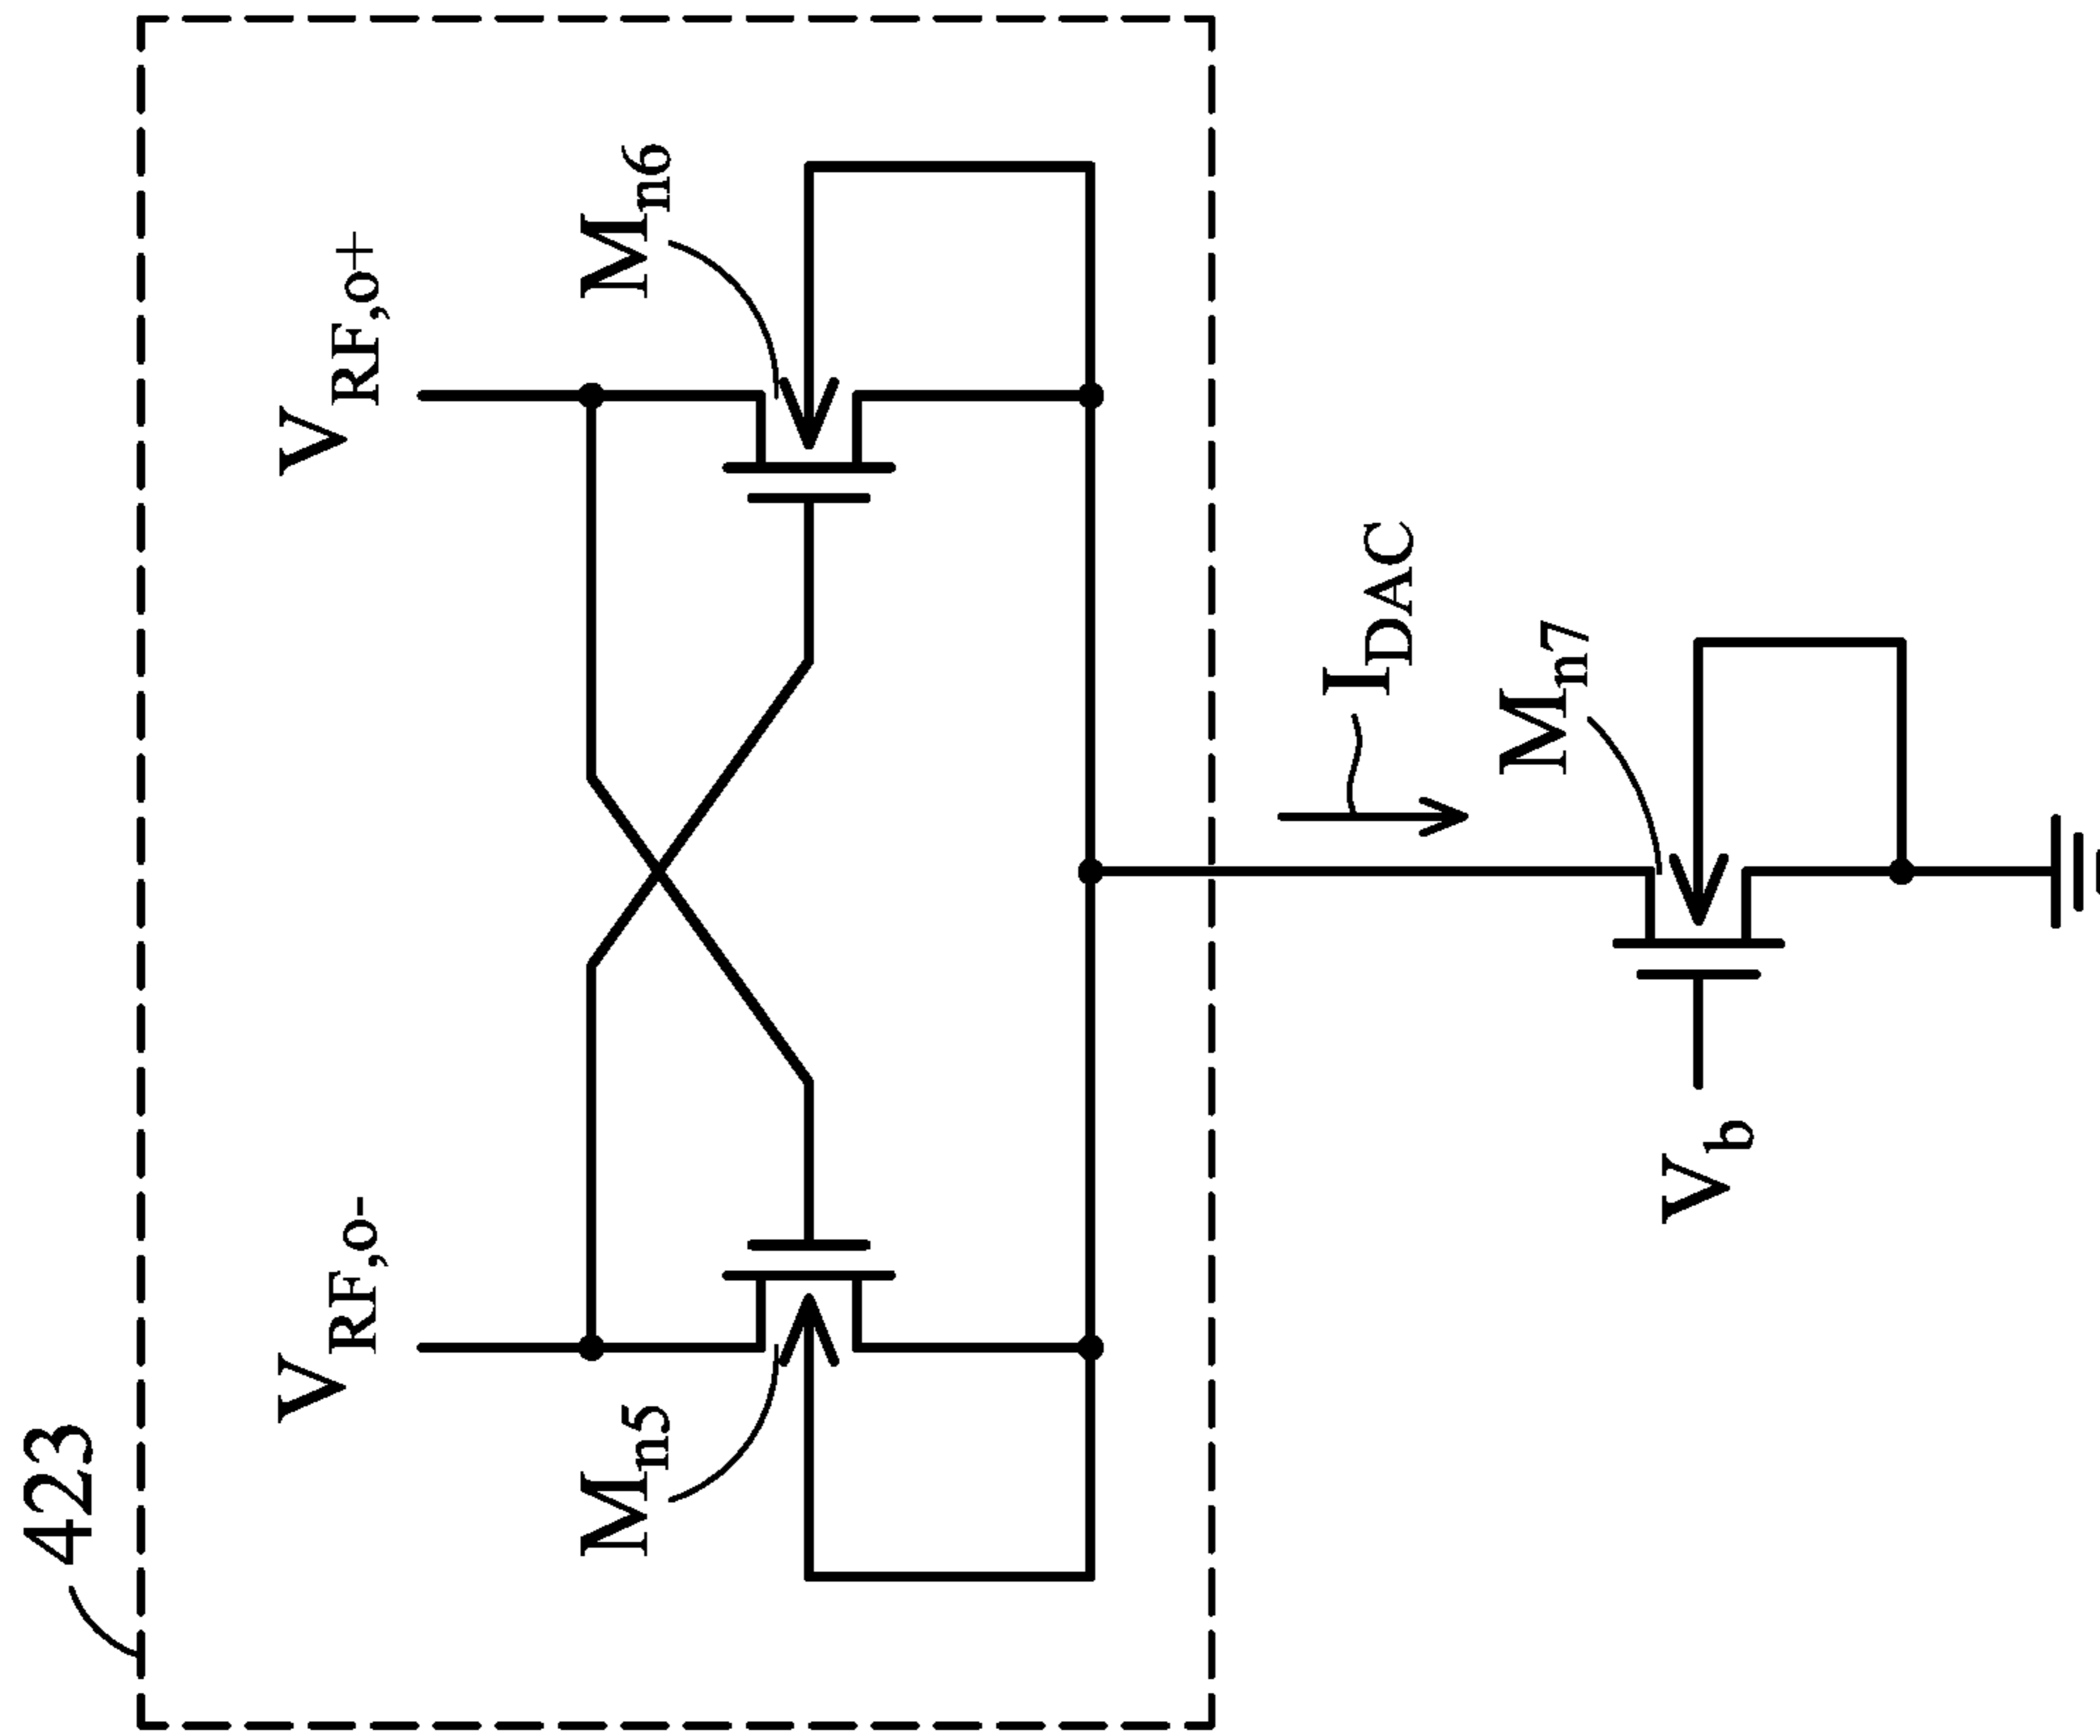 423
V_RF,o-
V_RF,o+
M_n5
M_n6
I_DAC
M_n7
V_b